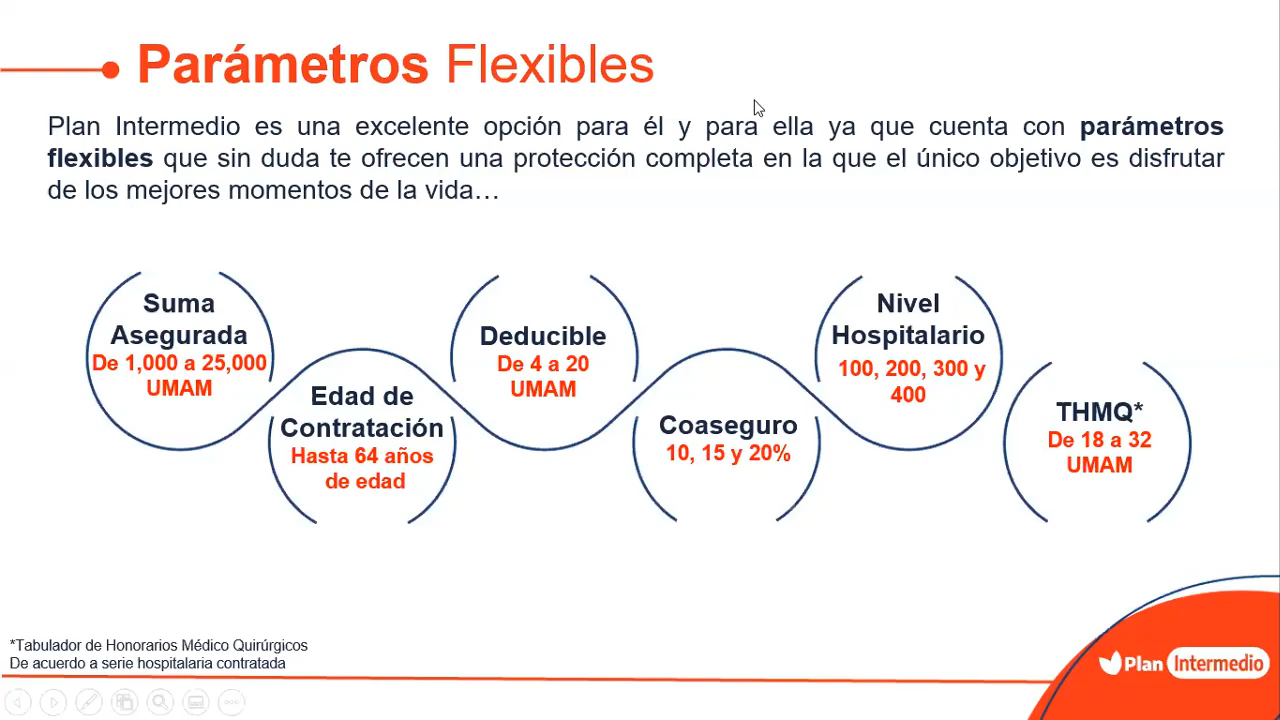 Parámetros Flexibles
Plan Intermedio es una excelente opción para él y para ella ya que cuenta con parámetros
flexibles que sin duda te ofrecen una protección completa en la que el único objetivo es disfrutar
de los mejores momentos de la vida…
Suma
Asegurada
De 1,000 a 25,000
UMAM
Edad de
Contratación
Hasta 64 años
de edad
Deducible
De 4 a 20
UMAM
Coaseguro
10, 15 y 20%
Nivel
Hospitalario
100, 200, 300 y
400
THMQ*
De 18 a 32
UMAM
*Tabulador de Honorarios Médico Quirúrgicos
De acuerdo a serie hospitalaria contratada
Plan Intermedio